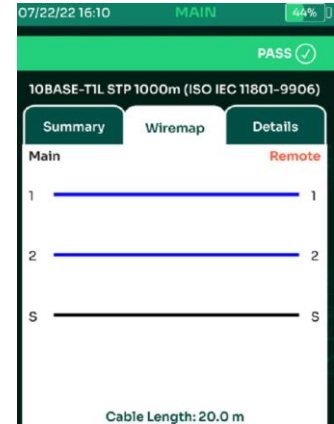 07/22/22 16:10 MAIN 44%
PASS
10BASE-T1L STP 1000m (ISO IEC 11801-9906)
Summary Wiremap Details
Main Remote
1 1
2 2
S S
Cable Length: 20.0 m